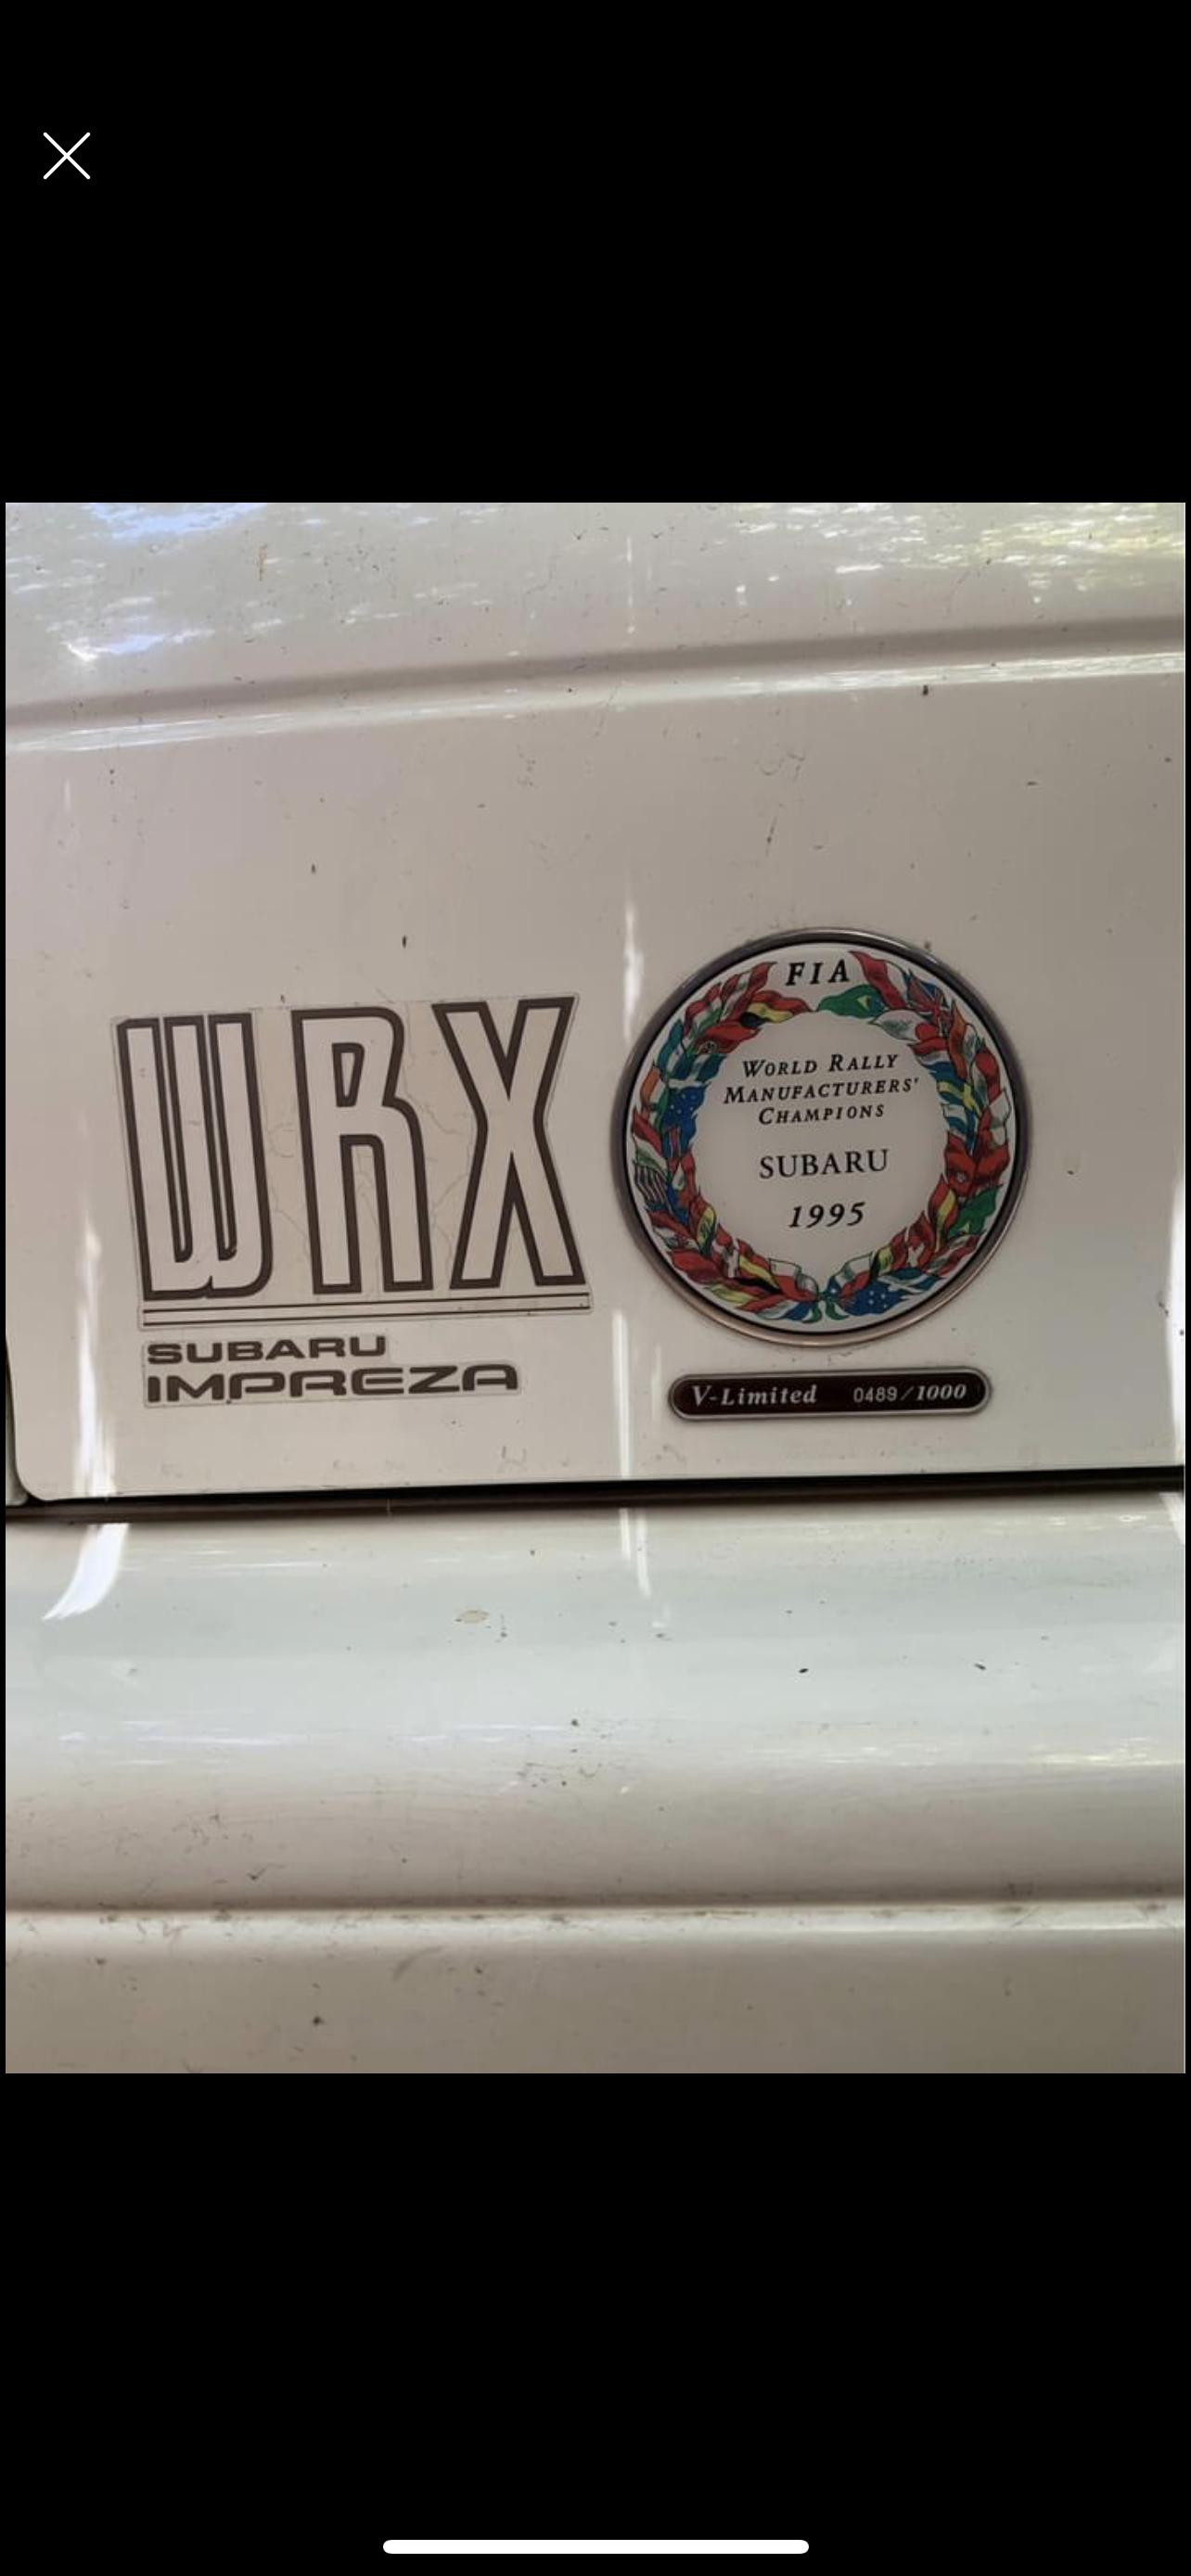 WRX
SUBARU
IMPREZA
FIA
WORLD RALLY
MANUFACTURERS'
CHAMPIONS
SUBARU
1995
V-Limited 0489/1000